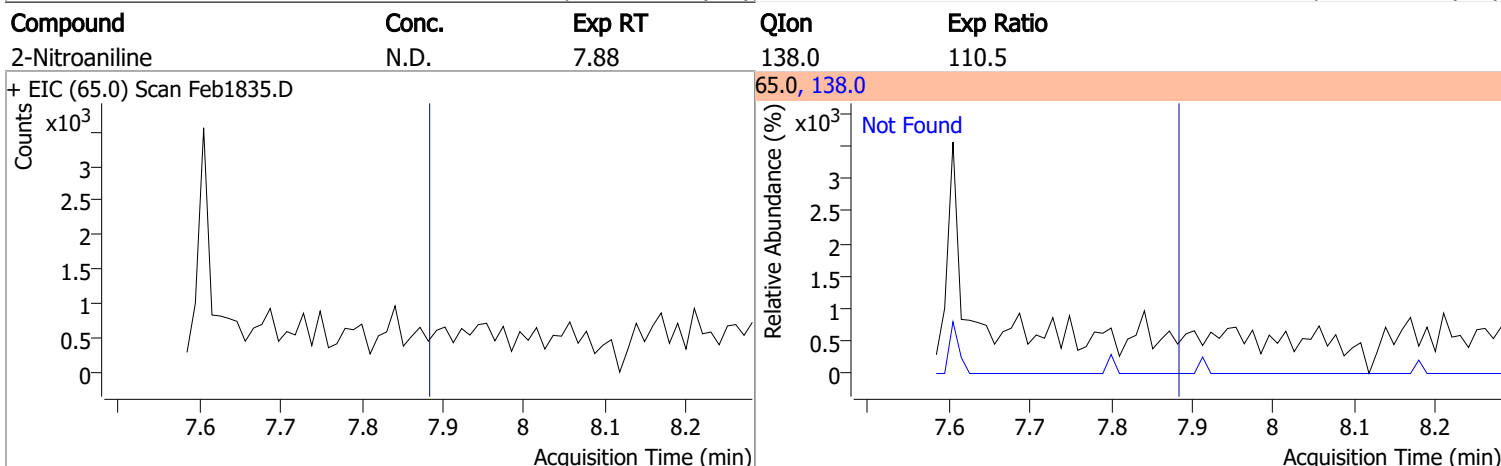 Compound Conc. Exp RT QIon Exp Ratio
2-Nitroaniline N.D. 7.88 138.0 110.5
+ EIC (65.0) Scan Feb1835.D
Counts
x10³
3
2.5
2
1.5
1
0.5
0
7.6 7.7 7.8 7.9 8 8.1 8.2
Acquisition Time (min)
65.0, 138.0
Relative Abundance (%)
x10³
Not Found
3
2.5
2
1.5
1
0.5
0
7.6 7.7 7.8 7.9 8 8.1 8.2
Acquisition Time (min)